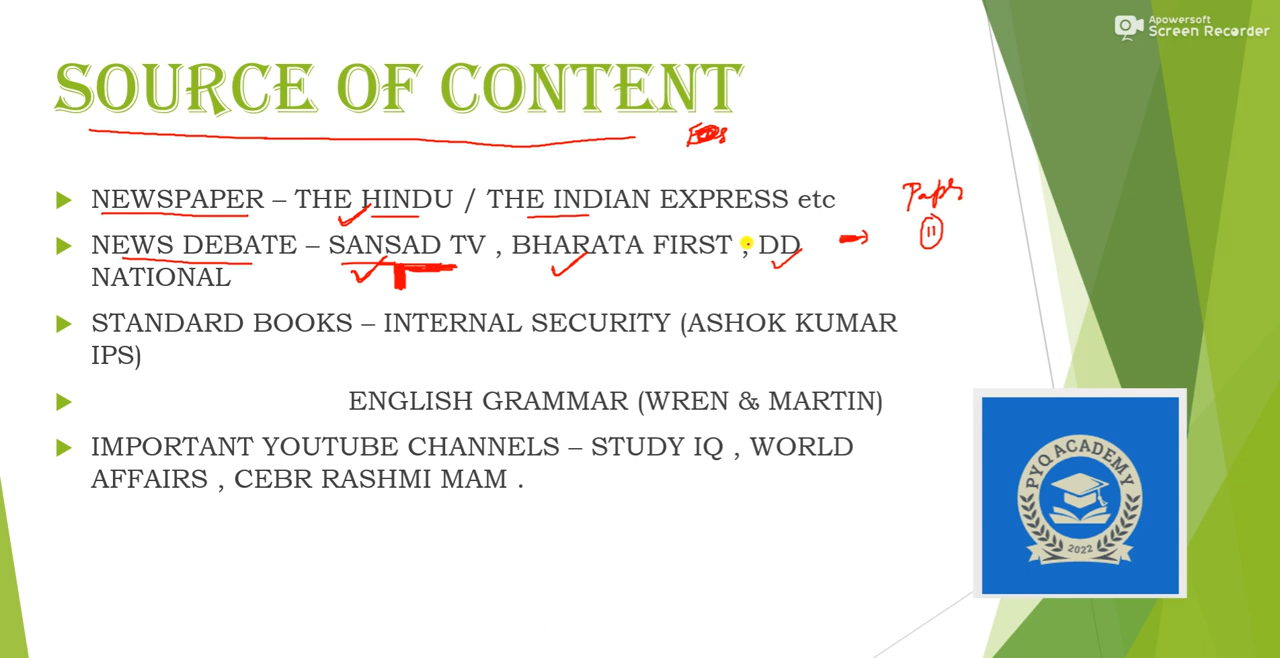 Apowersoft
Screen Recorder
SOURCE OF CONTENT
NEWSPAPER – THE HINDU / THE INDIAN EXPRESS etc
Paper
II
NEWS DEBATE – SANSAD TV , BHARATA FIRST , DD
NATIONAL
STANDARD BOOKS – INTERNAL SECURITY (ASHOK KUMAR
IPS)
ENGLISH GRAMMAR (WREN & MARTIN)
IMPORTANT YOUTUBE CHANNELS – STUDY IQ , WORLD
AFFAIRS , CEBR RASHMI MAM .
PYQ ACADEMY
2022